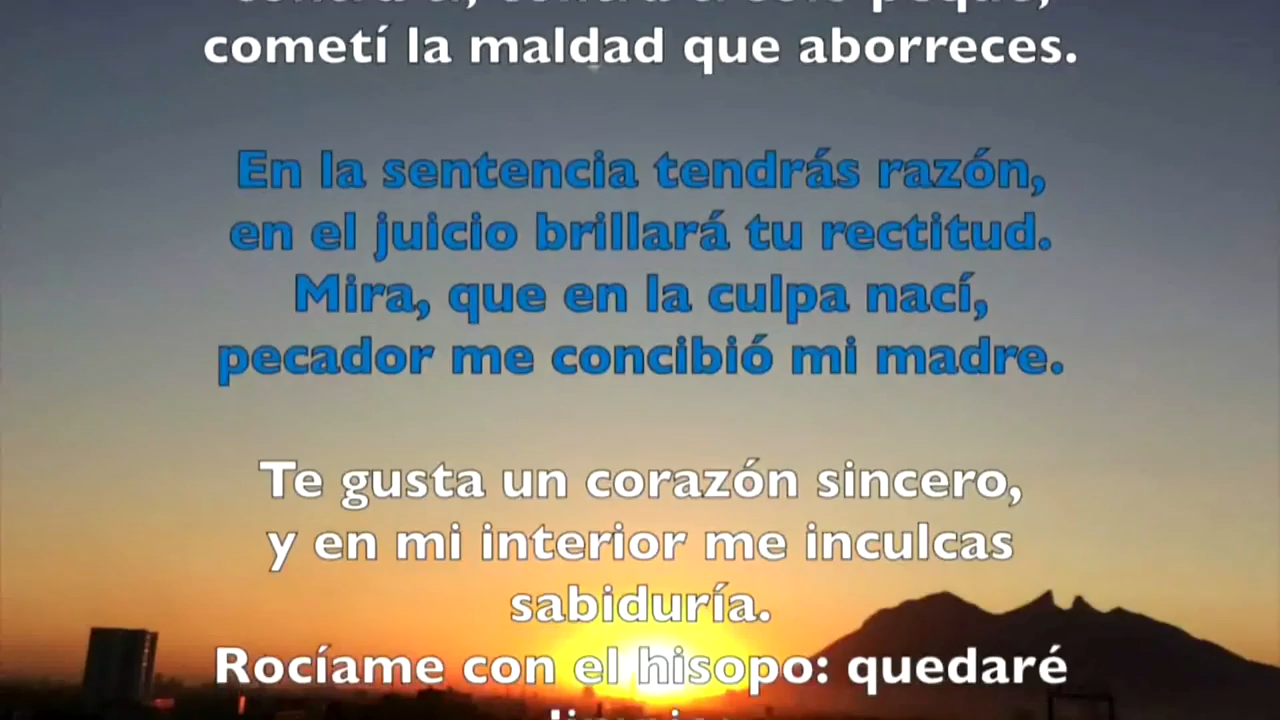 cometí la maldad que aborreces.
En la sentencia tendrás razón,
en el juicio brillará tu rectitud.
Mira, que en la culpa nací,
pecador me concibió mi madre.
Te gusta un corazón sincero,
y en mi interior me inculcas
sabiduría.
Rocíame con el hisopo: quedaré